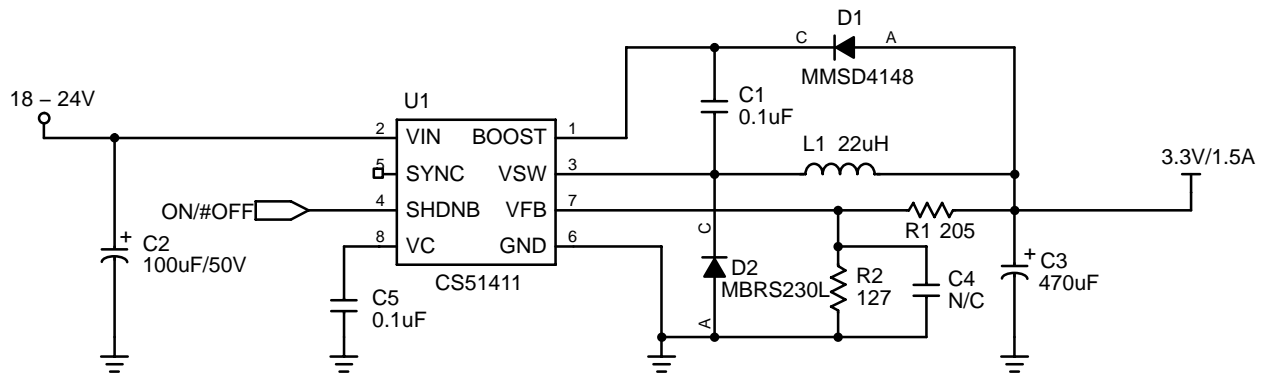 D1
C
A
MMSD4148
18 – 24V
U1
C1
0.1uF
2
VIN
BOOST
1
L1 22uH
3.3V/1.5A
5
SYNC
VSW
3
ON/#OFF
4
SHDNB
VFB
7
R1 205
C2
100uF/50V
+
8
VC
GND
6
C
CS51411
D2
MBRS230L
A
R2
127
C4
N/C
+
C3
470uF
C5
0.1uF